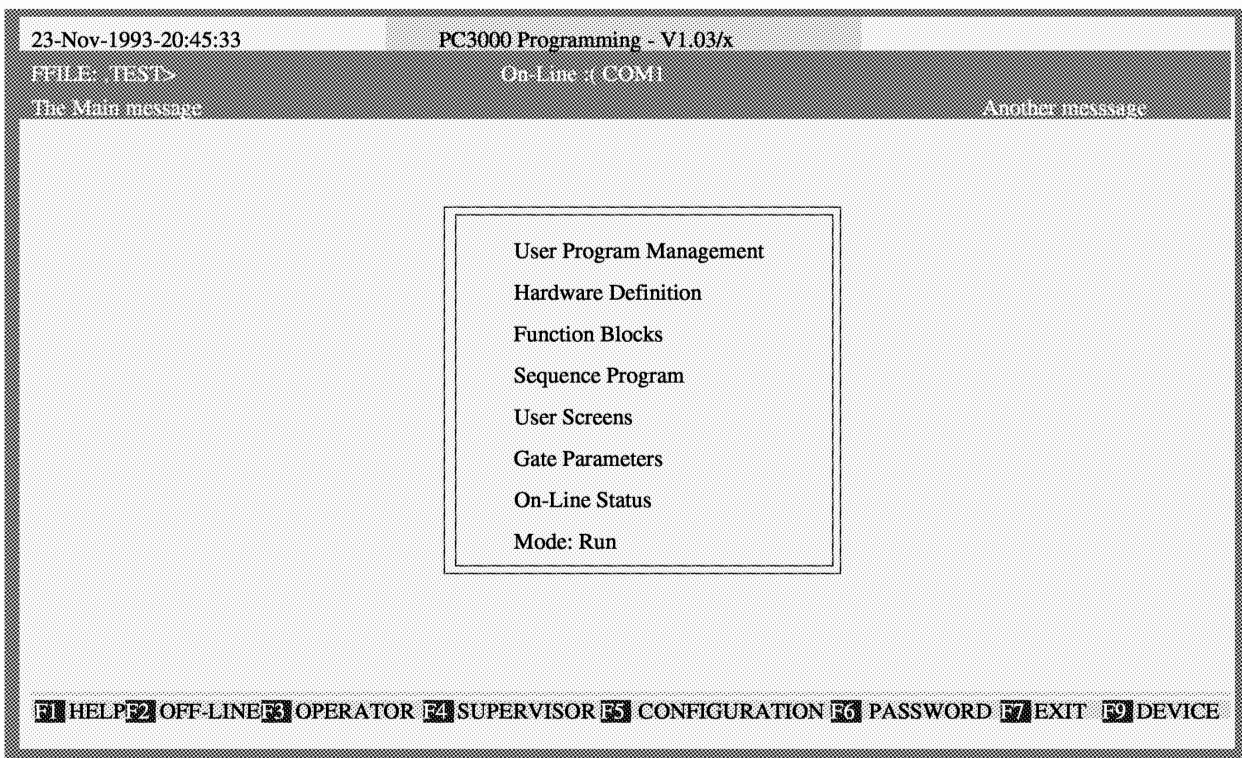 23-Nov-1993-20:45:33 PC3000 Programming - V1.03/x
FFILE: .TEST> On-Line :( COM1
The Main message Another messsage
User Program Management
Hardware Definition
Function Blocks
Sequence Program
User Screens
Gate Parameters
On-Line Status
Mode: Run
F1 HELP F2 OFF-LINE F3 OPERATOR F4 SUPERVISOR F5 CONFIGURATION F6 PASSWORD F7 EXIT F9 DEVICE